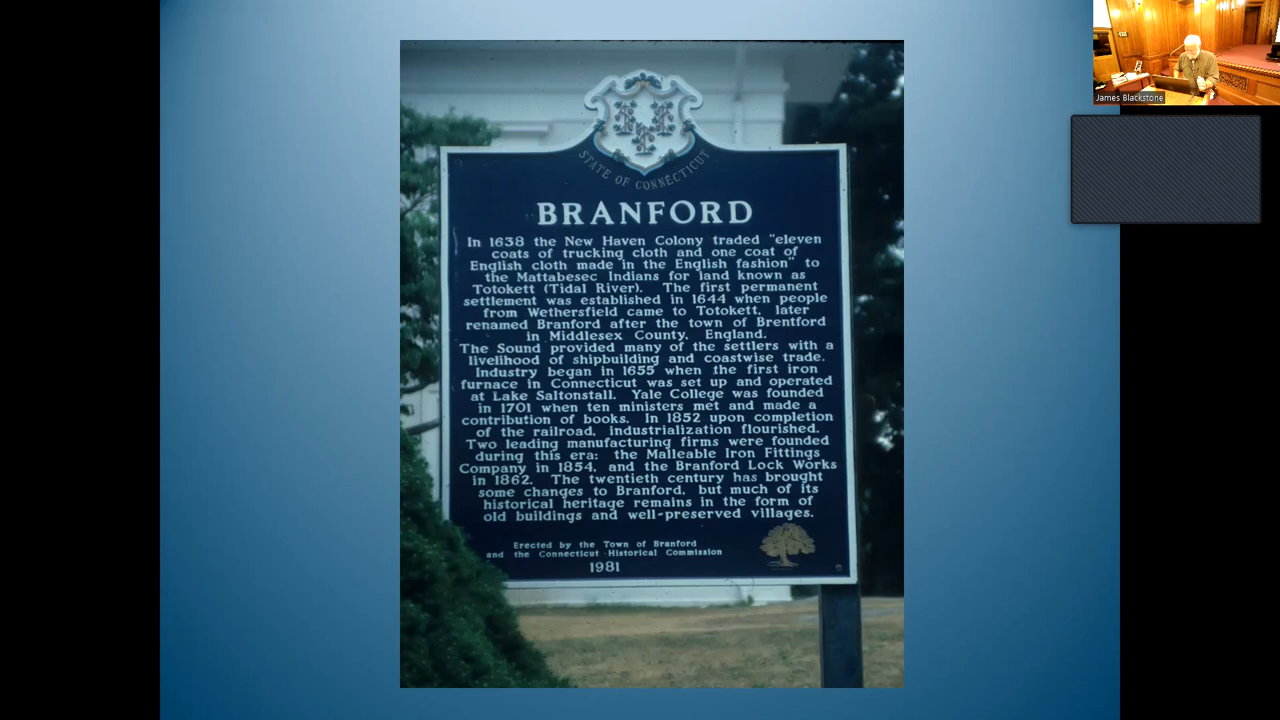 James Blackstone
STATE OF CONNECTICUT
BRANFORD
In 1638 the New Haven Colony traded "eleven
coats of trucking cloth and one coat of
English cloth made in the English fashion" to
the Mattabesec Indians for land known as
Totokett (Tidal River). The first permanent
settlement was established in 1644 when people
from Wethersfield came to Totokett, later
renamed Branford after the town of Brentford
in Middlesex County, England.
The Sound provided many of the settlers with a
livelihood of shipbuilding and coastwise trade.
Industry began in 1655 when the first iron
furnace in Connecticut was set up and operated
at Lake Saltonstall. Yale College was founded
in 1701 when ten ministers met and made a
contribution of books. In 1852 upon completion
of the railroad, industrialization flourished.
Two leading manufacturing firms were founded
during this era: the Malleable Iron Fittings
Company in 1854, and the Branford Lock Works
in 1862. The twentieth century has brought
some changes to Branford, but much of its
historical heritage remains in the form of
old buildings and well-preserved villages.
Erected by the Town of Branford
and the Connecticut Historical Commission
1981